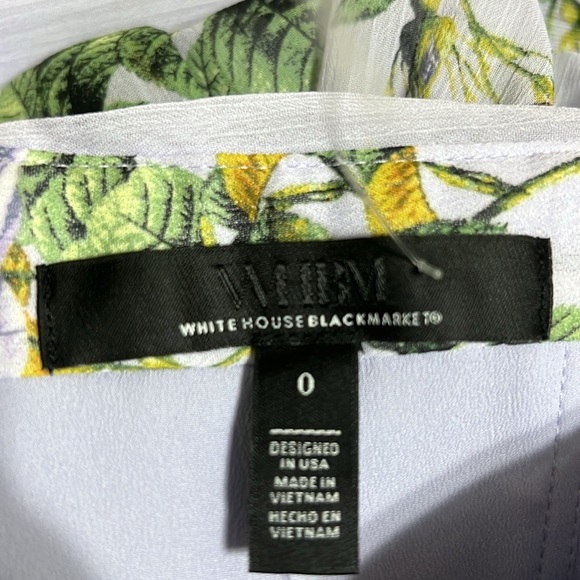 WHBM
WHITE HOUSE BLACK MARKET®
0
DESIGNED
IN USA
MADE IN
VIETNAM
HECHO EN
VIETNAM